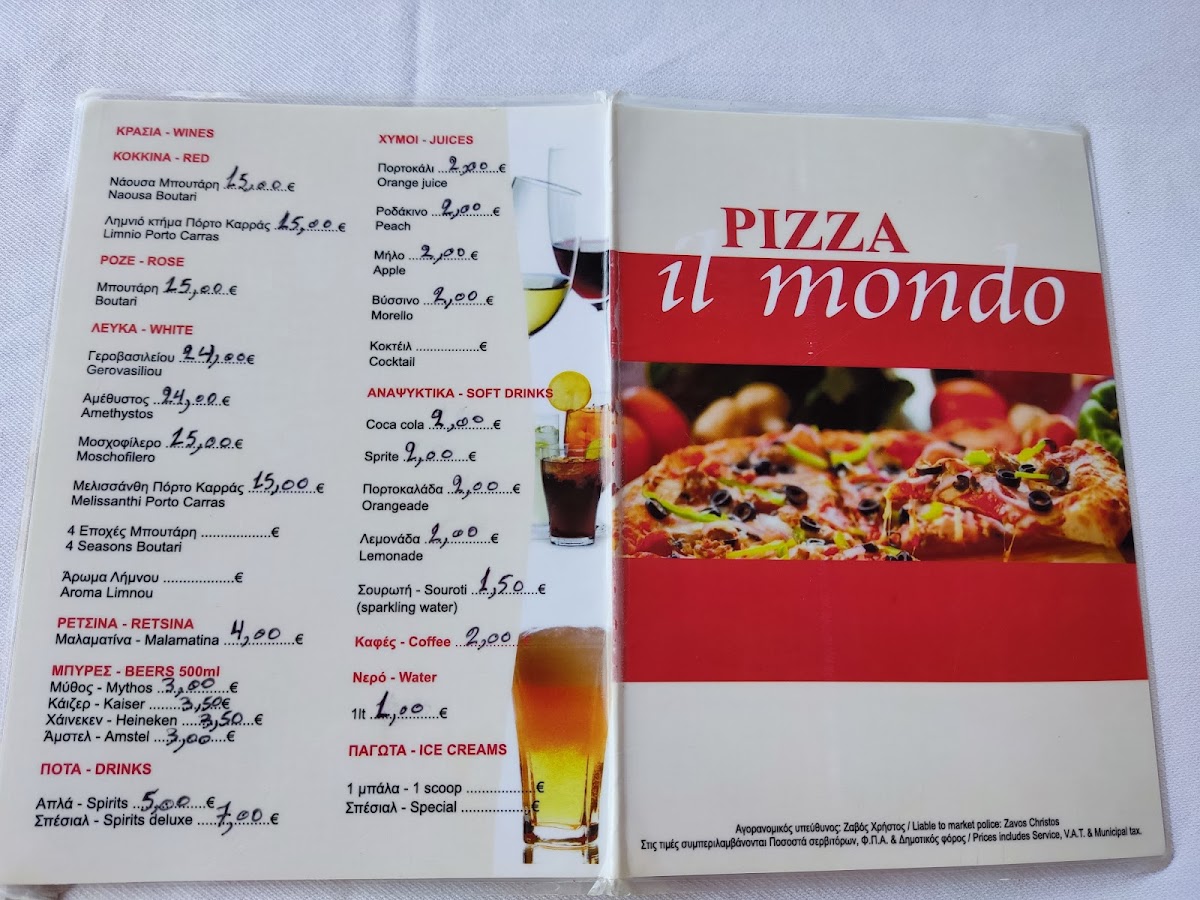 ΚΡΑΣΙΑ - WINES
ΚΟΚΚΙΝΑ - RED
Νάουσα Μπουτάρη 15,00 €
Naousa Boutari
Λημνιό κτήμα Πόρτο Καρράς 15,00 €
Limnio Porto Carras
ΡΟΖΕ - ROSE
Μπουτάρη 15,00 €
Boutari
ΛΕΥΚΑ - WHITE
Γεροβασιλείου 24,00 €
Gerovasiliou
Αμέθυστος 24,00 €
Amethystos
Μοσχοφίλερο 15,00 €
Moschofilero
Μελισσάνθη Πόρτο Καρράς 15,00 €
Melissanthi Porto Carras
4 Εποχές Μπουτάρη ..................€
4 Seasons Boutari
Άρωμα Λήμνου ..................€
Aroma Limnou
ΡΕΤΣΙΝΑ - RETSINA
Μαλαματίνα - Malamatina 4,00 €
ΜΠΥΡΕΣ - BEERS 500ml
Μύθος - Mythos 3,00 €
Κάιζερ - Kaiser 3,50 €
Χάινεκεν - Heineken 3,50 €
Άμστελ - Amstel 3,00 €
ΠΟΤΑ - DRINKS
Απλά - Spirits 5,00 €
Σπέσιαλ - Spirits deluxe 7,00 €
ΧΥΜΟΙ - JUICES
Πορτοκάλι 2,00 €
Orange juice
Ροδάκινο 2,00 €
Peach
Μήλο 2,00 €
Apple
Βύσσινο 2,00 €
Morello
Κοκτέιλ ................€
Cocktail
ΑΝΑΨΥΚΤΙΚΑ - SOFT DRINKS
Coca cola 2,00 €
Sprite 2,00 €
Πορτοκαλάδα 2,00 €
Orangeade
Λεμονάδα 2,00 €
Lemonade
Σουρωτή - Souroti 1,50 €
(sparkling water)
Καφές - Coffee 2,00
Νερό - Water
1lt 1,00 €
ΠΑΓΩΤΑ - ICE CREAMS
1 μπάλα - 1 scoop .................€
Σπέσιαλ - Special ...................€
PIZZA
il mondo
Αγορανομικός υπεύθυνος: Ζαβός Χρήστος / Liable to market police: Zavos Christos
Στις τιμές συμπεριλαμβάνονται Ποσοστά σερβιτόρων, Φ.Π.Α. & Δημοτικός φόρος / Prices includes Service, V.A.T. & Municipal tax.